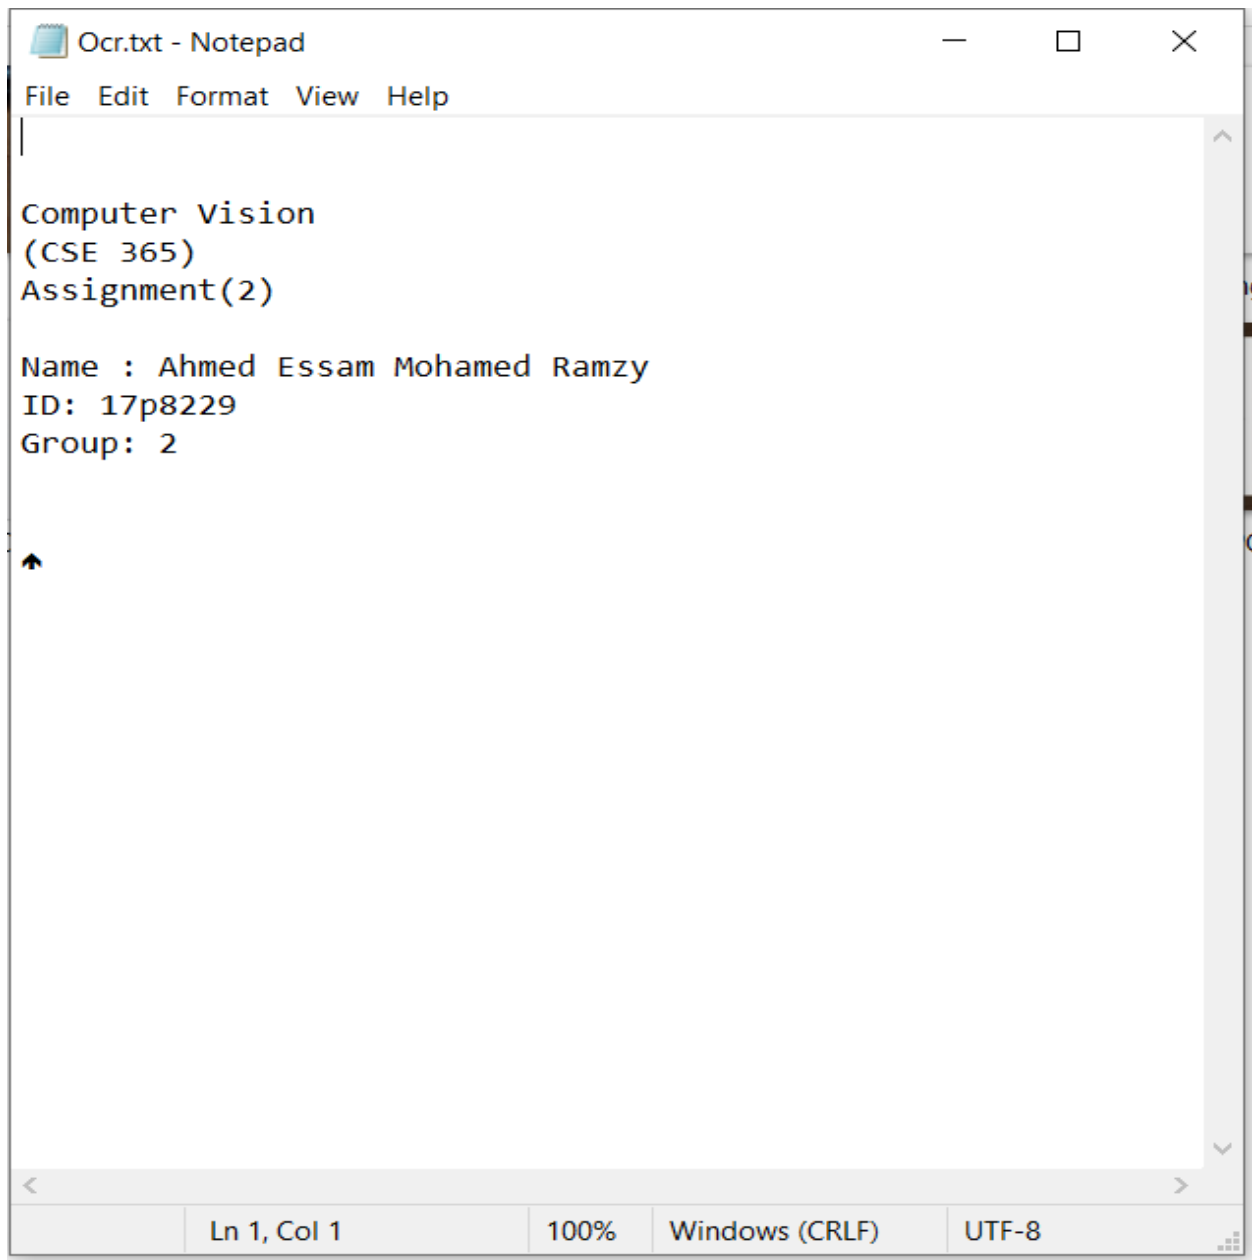 Ocr.txt - Notepad
File Edit Format View Help
Computer Vision
(CSE 365)
Assignment(2)
Name : Ahmed Essam Mohamed Ramzy
ID: 17p8229
Group: 2
Ln 1, Col 1 100% Windows (CRLF) UTF-8